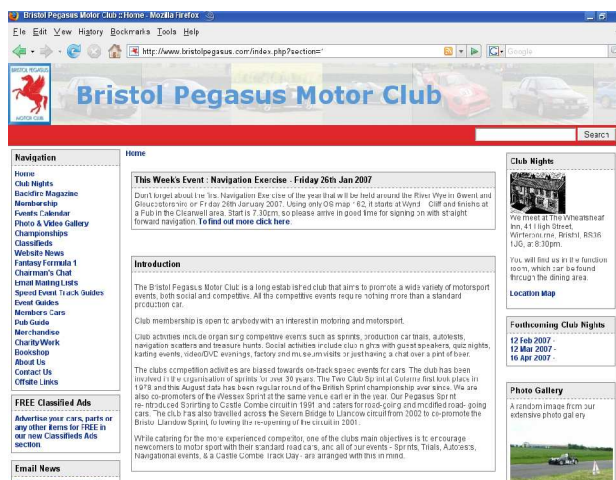 Bristol Pegasus Motor Club :: Home - Mozilla Firefox
File Edit View History Bookmarks Tools Help
http://www.bristolpegasus.com/index.php?section=1
Google
BRISTOL PEGASUS
MOTOR CLUB
Bristol Pegasus Motor Club
Search
Navigation
Home
Club Nights
Backfire Magazine
Membership
Events Calendar
Photo & Video Gallery
Championships
Classifieds
Website News
Fantasy Formula 1
Chairman's Chat
Email Mailing Lists
Speed Event Track Guides
Event Guides
Members Cars
Pub Guide
Merchandise
Charity Work
Bookshop
About Us
Contact Us
Offsite Links
FREE Classified Ads
Advertise your cars, parts or
any other items for FREE in
our new Classifieds Ads
section
Email News
Home
This Week's Event : Navigation Exercise - Friday 26th Jan 2007
Don't forget about the first Navigation Exercise of the year that will be held around the River Wye in Gwent and
Gloucestershire on Friday 26th January 2007. Using only OS map 162, it starts at Wynd Cliff and finishs at
a Pub in the Clearwell area. Start is 7.30pm, so please arrive in good time for signing on with straight
forward navigation. To find out more click here.
Introduction
The Bristol Pegasus Motor Club is a long established club that aims to promote a wide variety of motorsport
events, both social and competitive. All the competitive events require nothing more than a standard
production car.
Club membership is open to anybody with an interest in motoring and motorsport.
Club activities include organising competitive events such as sprints, production car trials, autotests,
navigation scatters and treasure hunts. Social activities include club nights with guest speakers, quiz nights,
karting events, video/DVD evenings, factory and museum visits or just having a chat over a pint of beer.
The clubs competition activities are biased towards on-track speed events for cars. The club has been
involved in the organisation of sprints for over 30 years. The Two Club Sprint at Colerne first took place in
1978 and this August date has been regular round of the British Sprint championship ever since. We are
also co-promoters of the Wessex Sprint at the same venue earlier in the year. Our Pegasus Sprint
re-introduced Sprinting to Castle Combe circuit in 1991 and caters for road-going and modified road-going
cars. The club has also travelled across the Severn Bridge to Llandow circuit from 2002 to co-promote the
Bristol Llandow Sprint, following the re-opening of the circuit in 2001.
While catering for the more experienced competitor, one of the clubs main objectives is to encourage
newcomers to motor sport with their standard road cars, and all of our events - Sprints, Trials, Autotests,
Navigational events, & a Castle Combe Track Day - are arranged with this in mind.
Club Nights
We meet at The Wheatsheaf
Inn, 41 High Street,
Winterbourne, Bristol, BS36
1JG, at 8:30pm.
You will find us in the function
room, which can be found
through the dining area.
Location Map
Forthcoming Club Nights
12 Feb 2007 -
12 Mar 2007 -
16 Apr 2007 -
Photo Gallery
A random image from our
extensive photo gallery